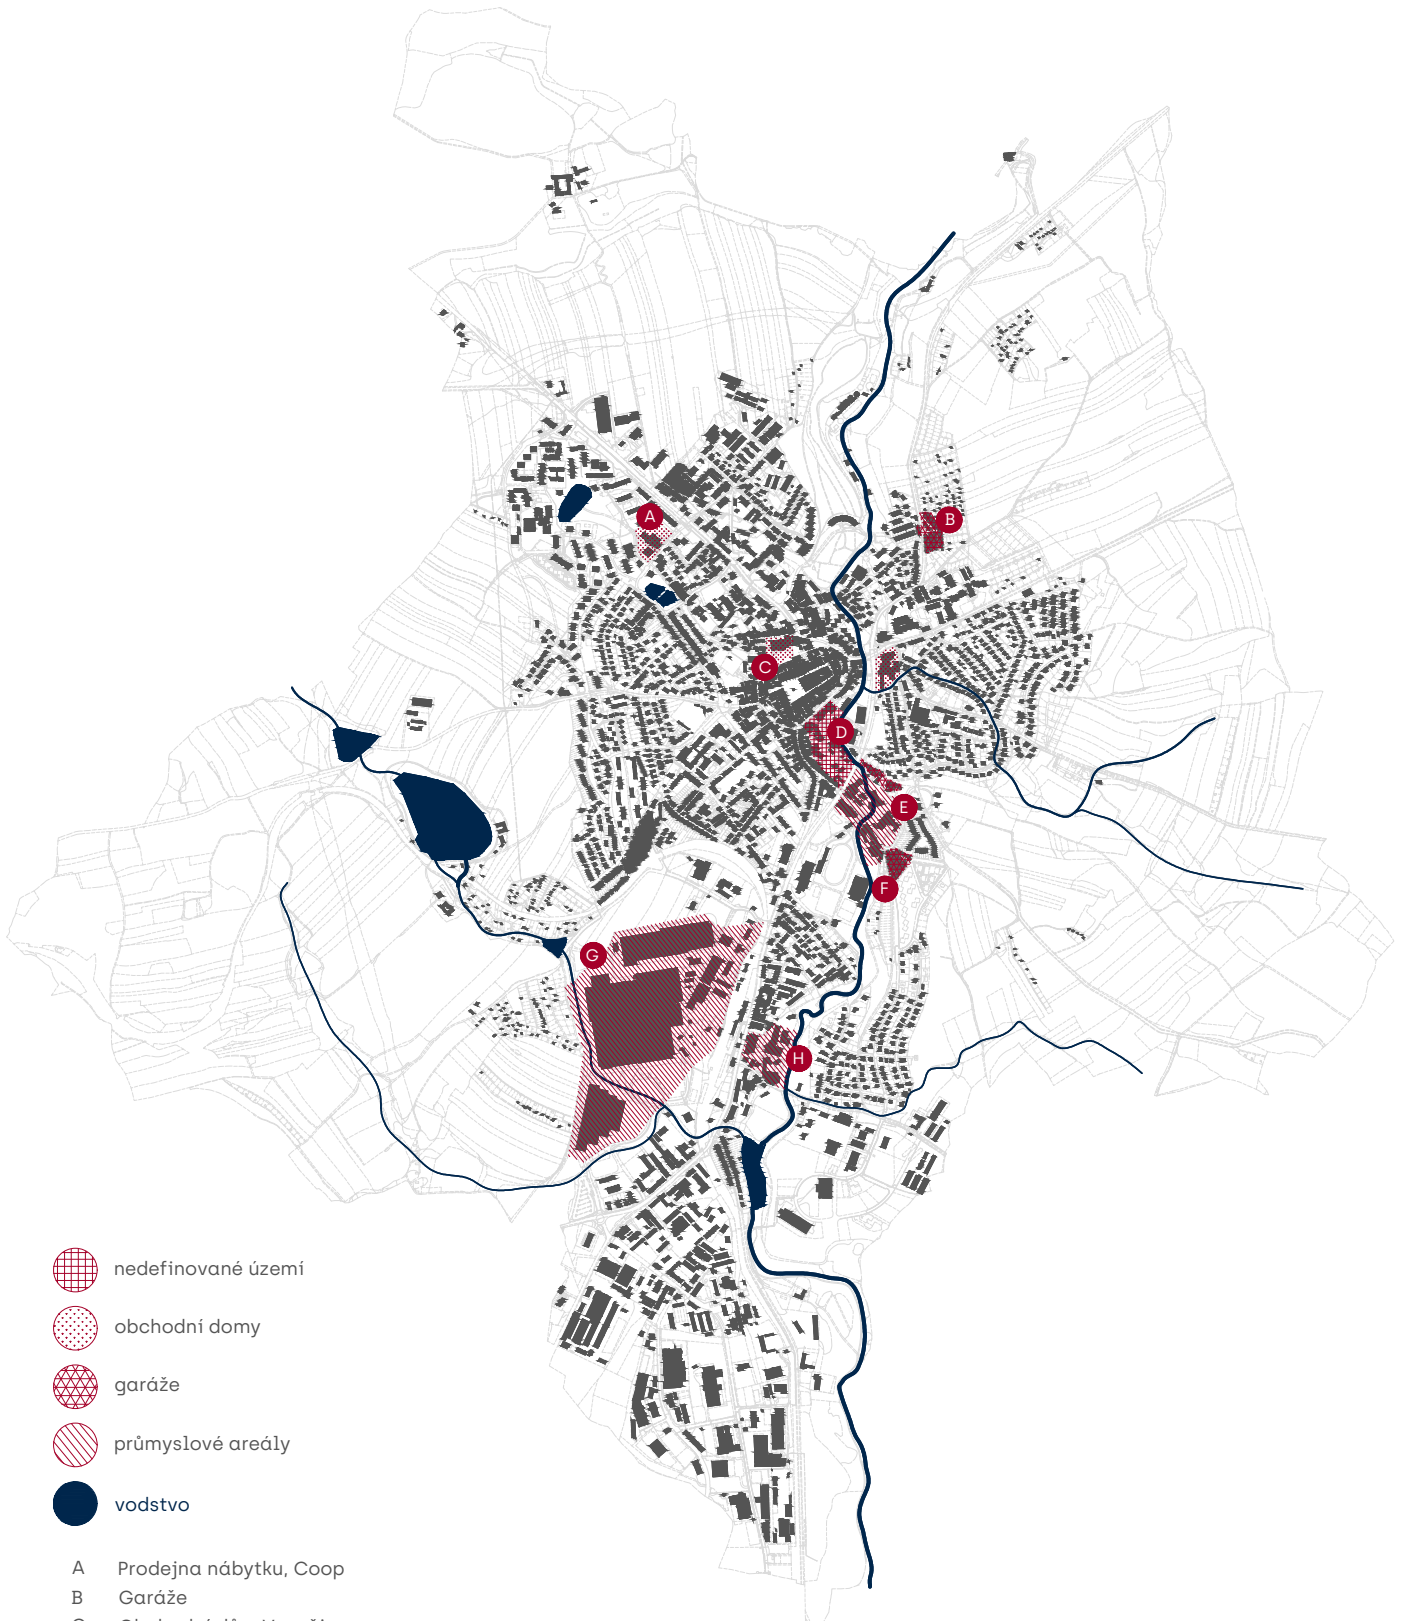 A
B
C
D
E
F
G
H
nedefinované území
obchodní domy
garáže
průmyslové areály
vodstvo
A Prodejna nábytku, Coop
B Garáže